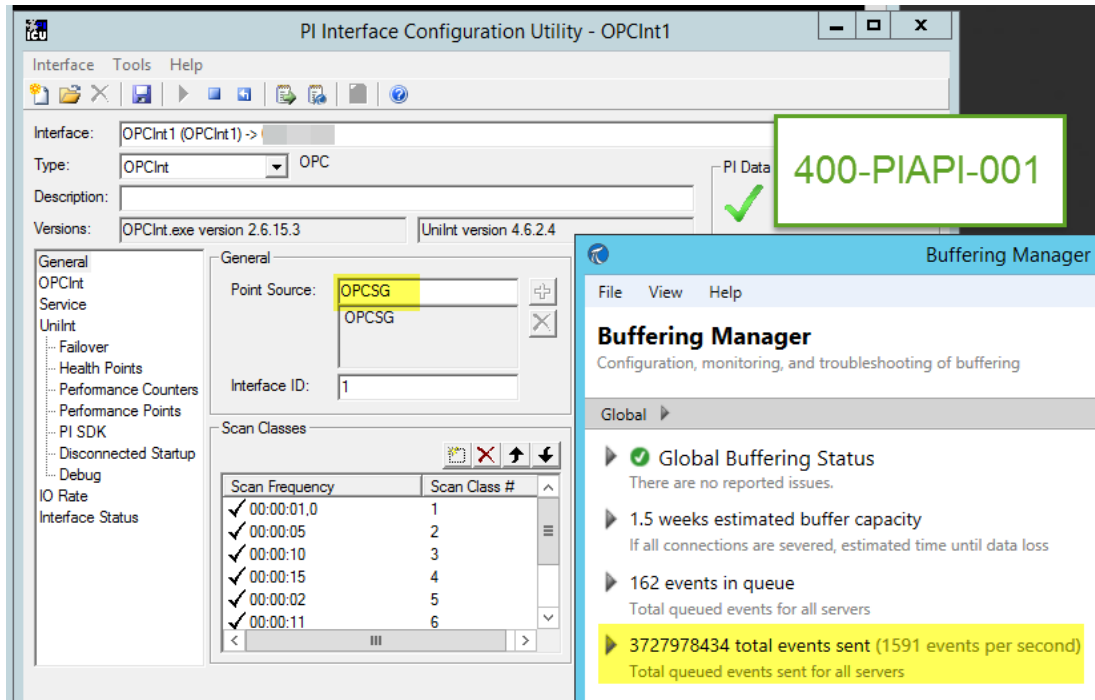 PI Interface Configuration Utility - OPCInt1
Interface Tools Help
Interface: OPCInt1 (OPCInt1) ->
Type: OPCInt OPC
Description:
Versions: OPCInt.exe version 2.6.15.3 UniInt version 4.6.2.4
PI Data
400-PIAPI-001
General
OPCInt
Service
UniInt
Failover
Health Points
Performance Counters
Performance Points
PI SDK
Disconnected Startup
Debug
IO Rate
Interface Status
General
Point Source: OPCSG
OPCSG
Interface ID: 1
Scan Classes
Scan Frequency Scan Class #
00:00:01,0 1
00:00:05 2
00:00:10 3
00:00:15 4
00:00:02 5
00:00:11 6
Buffering Manager
File View Help
Buffering Manager
Configuration, monitoring, and troubleshooting of buffering
Global
Global Buffering Status
There are no reported issues.
1.5 weeks estimated buffer capacity
If all connections are severed, estimated time until data loss
162 events in queue
Total queued events for all servers
3727978434 total events sent (1591 events per second)
Total queued events sent for all servers